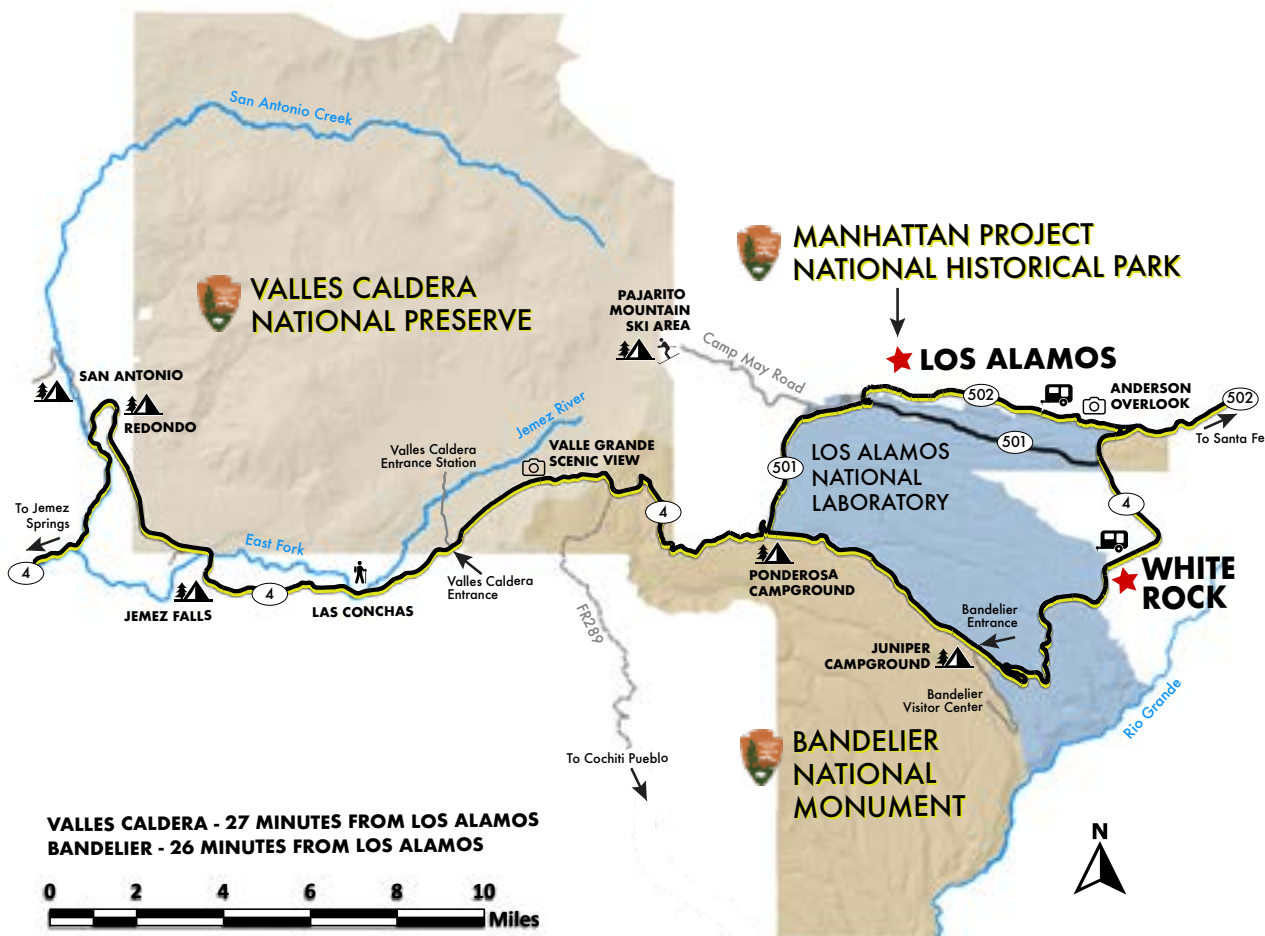 San Antonio Creek
MANHATTAN PROJECT
NATIONAL HISTORICAL PARK
VALLES CALDERA
NATIONAL PRESERVE
PAJARITO
MOUNTAIN
SKI AREA
Camp May Road
LOS ALAMOS
SAN ANTONIO
REDONDO
502
ANDERSON
OVERLOOK
502
To Santa Fe
Jemez River
Valles Caldera
Entrance Station
VALLE GRANDE
SCENIC VIEW
501
501
LOS ALAMOS
NATIONAL
LABORATORY
4
4
To Jemez
Springs
4
East Fork
Valles Caldera
Entrance
JEMEZ FALLS
4
LAS CONCHAS
PONDEROSA
CAMPGROUND
WHITE
ROCK
FR289
Bandelier
Entrance
JUNIPER
CAMPGROUND
Bandelier
Visitor Center
Rio Grande
To Cochiti Pueblo
BANDELIER
NATIONAL
MONUMENT
VALLES CALDERA - 27 MINUTES FROM LOS ALAMOS
BANDELIER - 26 MINUTES FROM LOS ALAMOS
N
0 2 4 6 8 10
Miles